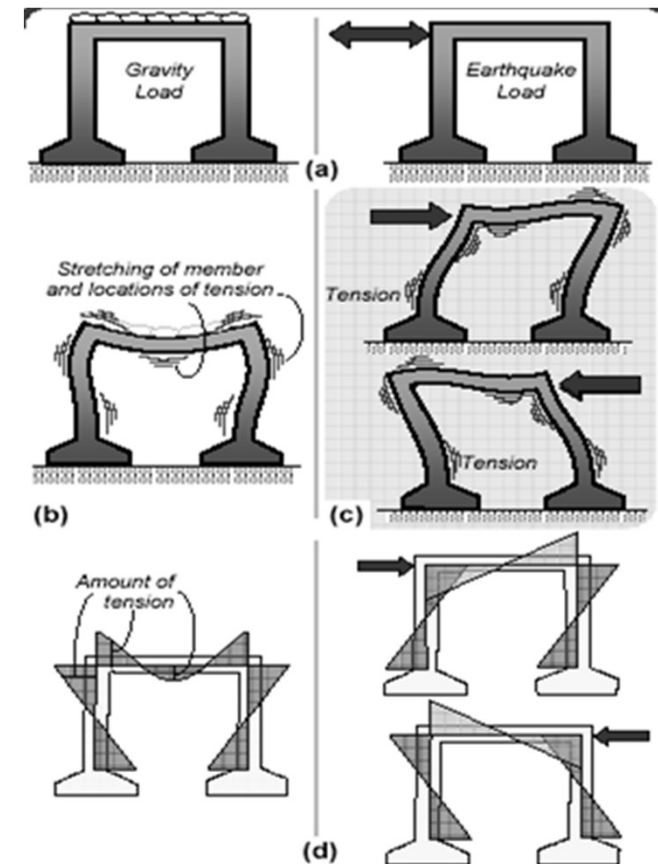 Gravity
Load
Earthquake
Load
(a)
Stretching of member
and locations of tension
Tension
Tension
(b)
(c)
Amount of
tension
(d)